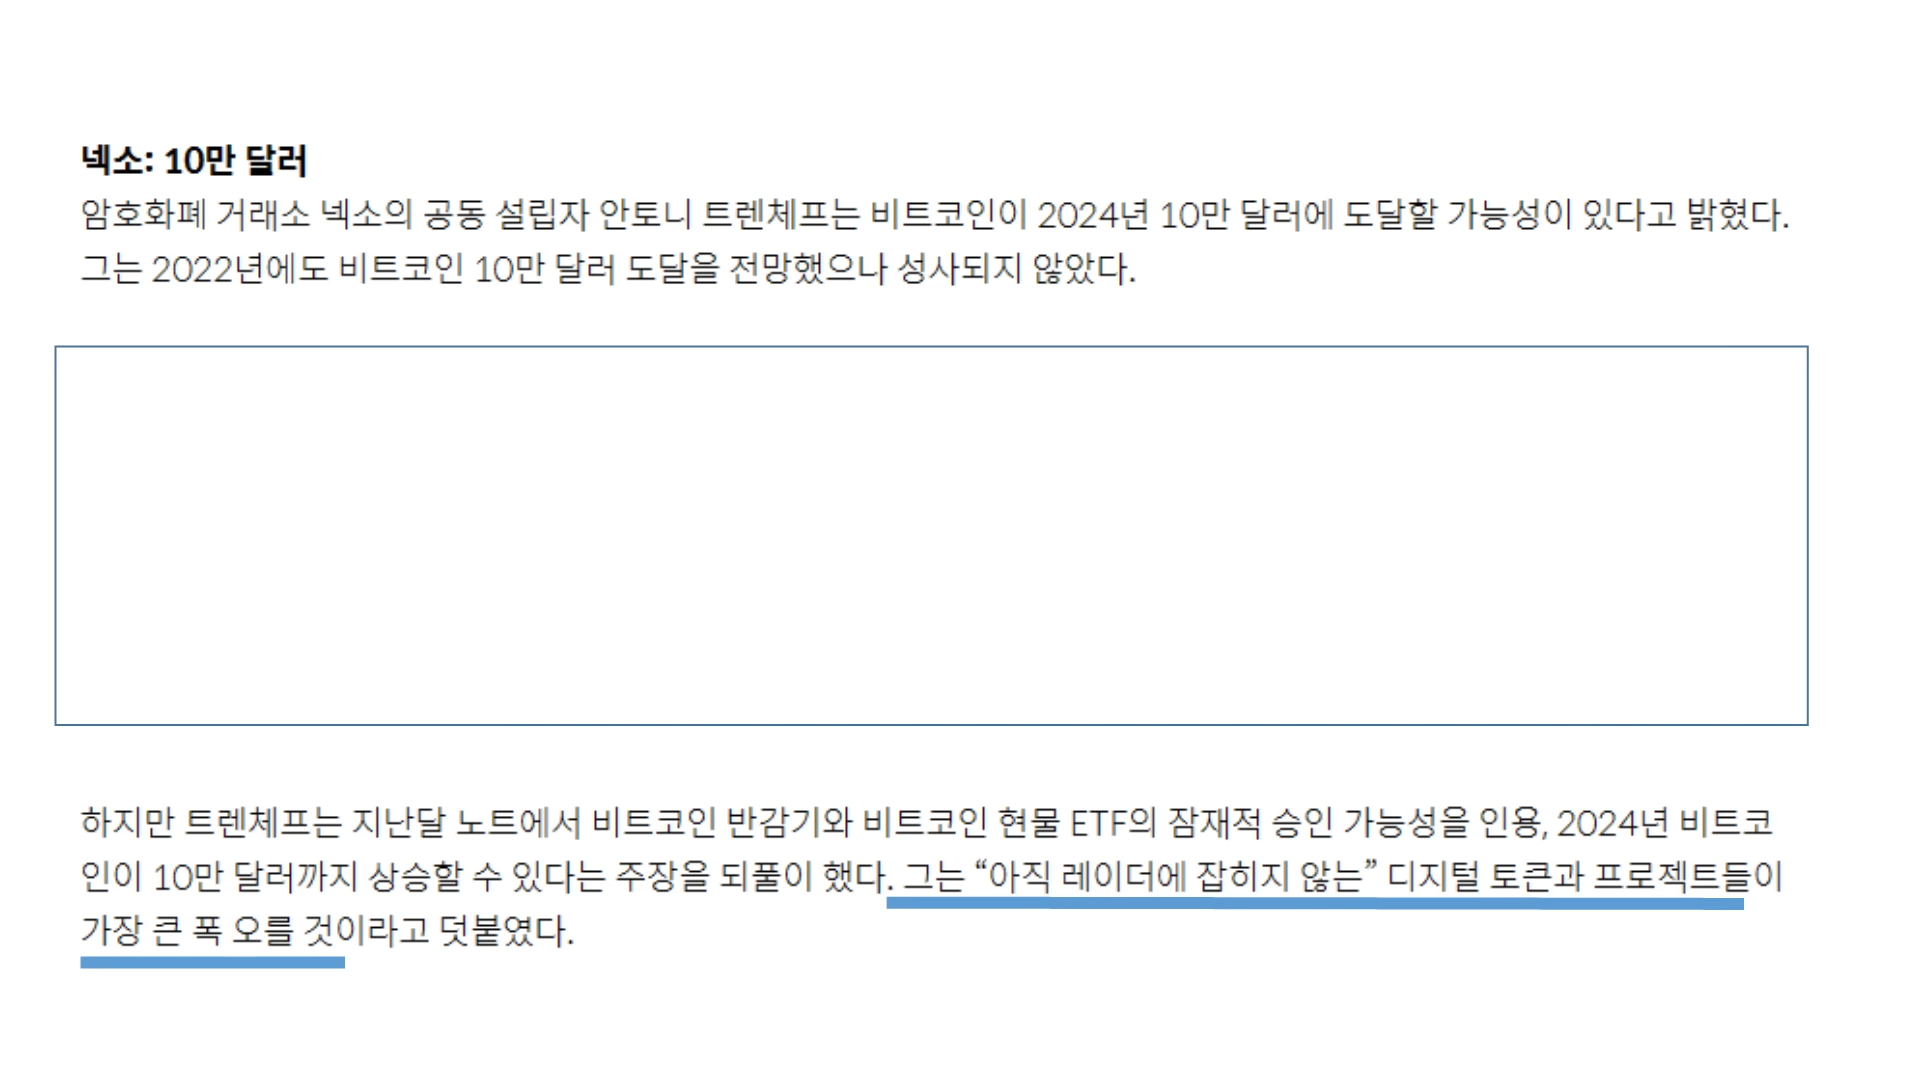 넥소: 10만 달러
암호화폐 거래소 넥소의 공동 설립자 안토니 트렌체프는 비트코인이 2024년 10만 달러에 도달할 가능성이 있다고 밝혔다.
그는 2022년에도 비트코인 10만 달러 도달을 전망했으나 성사되지 않았다.
하지만 트렌체프는 지난달 노트에서 비트코인 반감기와 비트코인 현물 ETF의 잠재적 승인 가능성을 인용, 2024년 비트코
인이 10만 달러까지 상승할 수 있다는 주장을 되풀이 했다. 그는 “아직 레이더에 잡히지 않는” 디지털 토큰과 프로젝트들이
가장 큰 폭 오를 것이라고 덧붙였다.